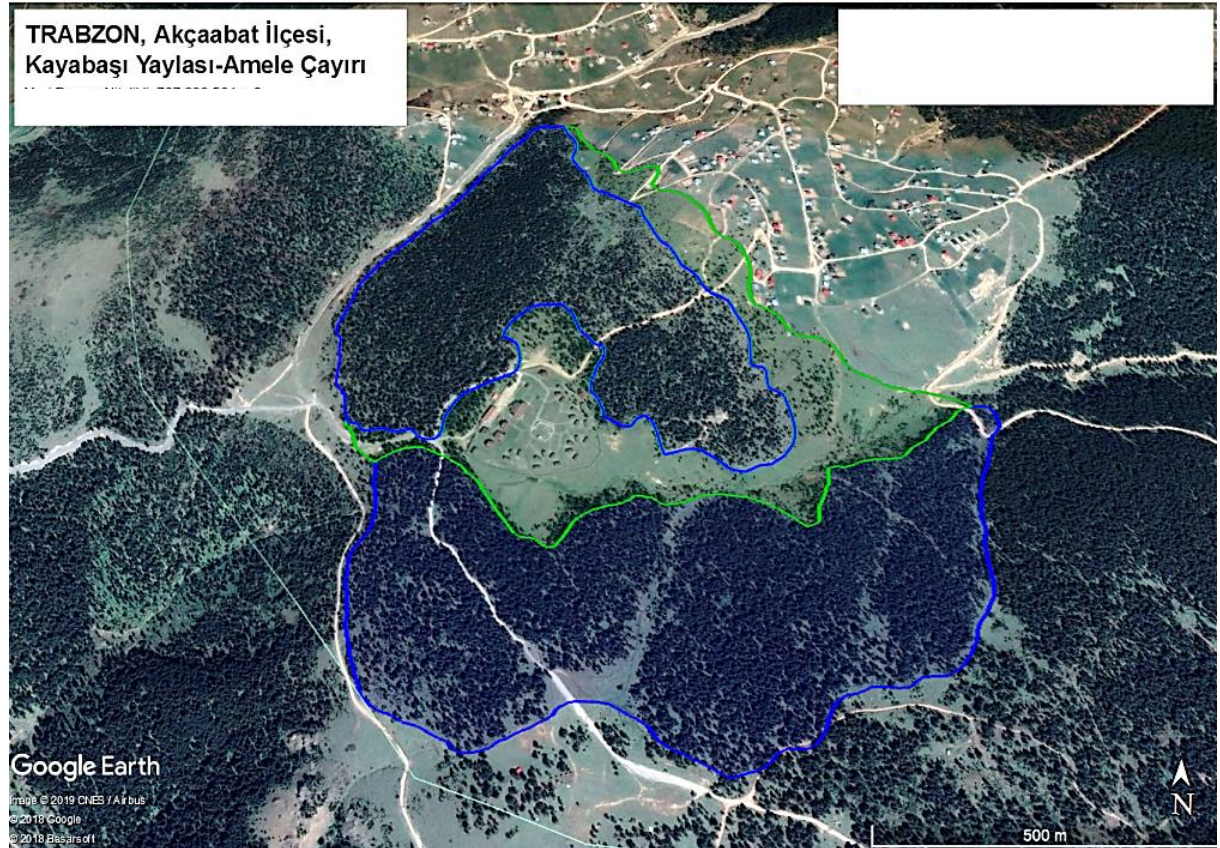 TRABZON, Akçaabat İlçesi,
Kayabaşı Yaylası-Amele Çayırı
Google Earth
Image © 2019 CNES / Airbus
© 2018 Google
© 2018 Basarsoft
N
500 m